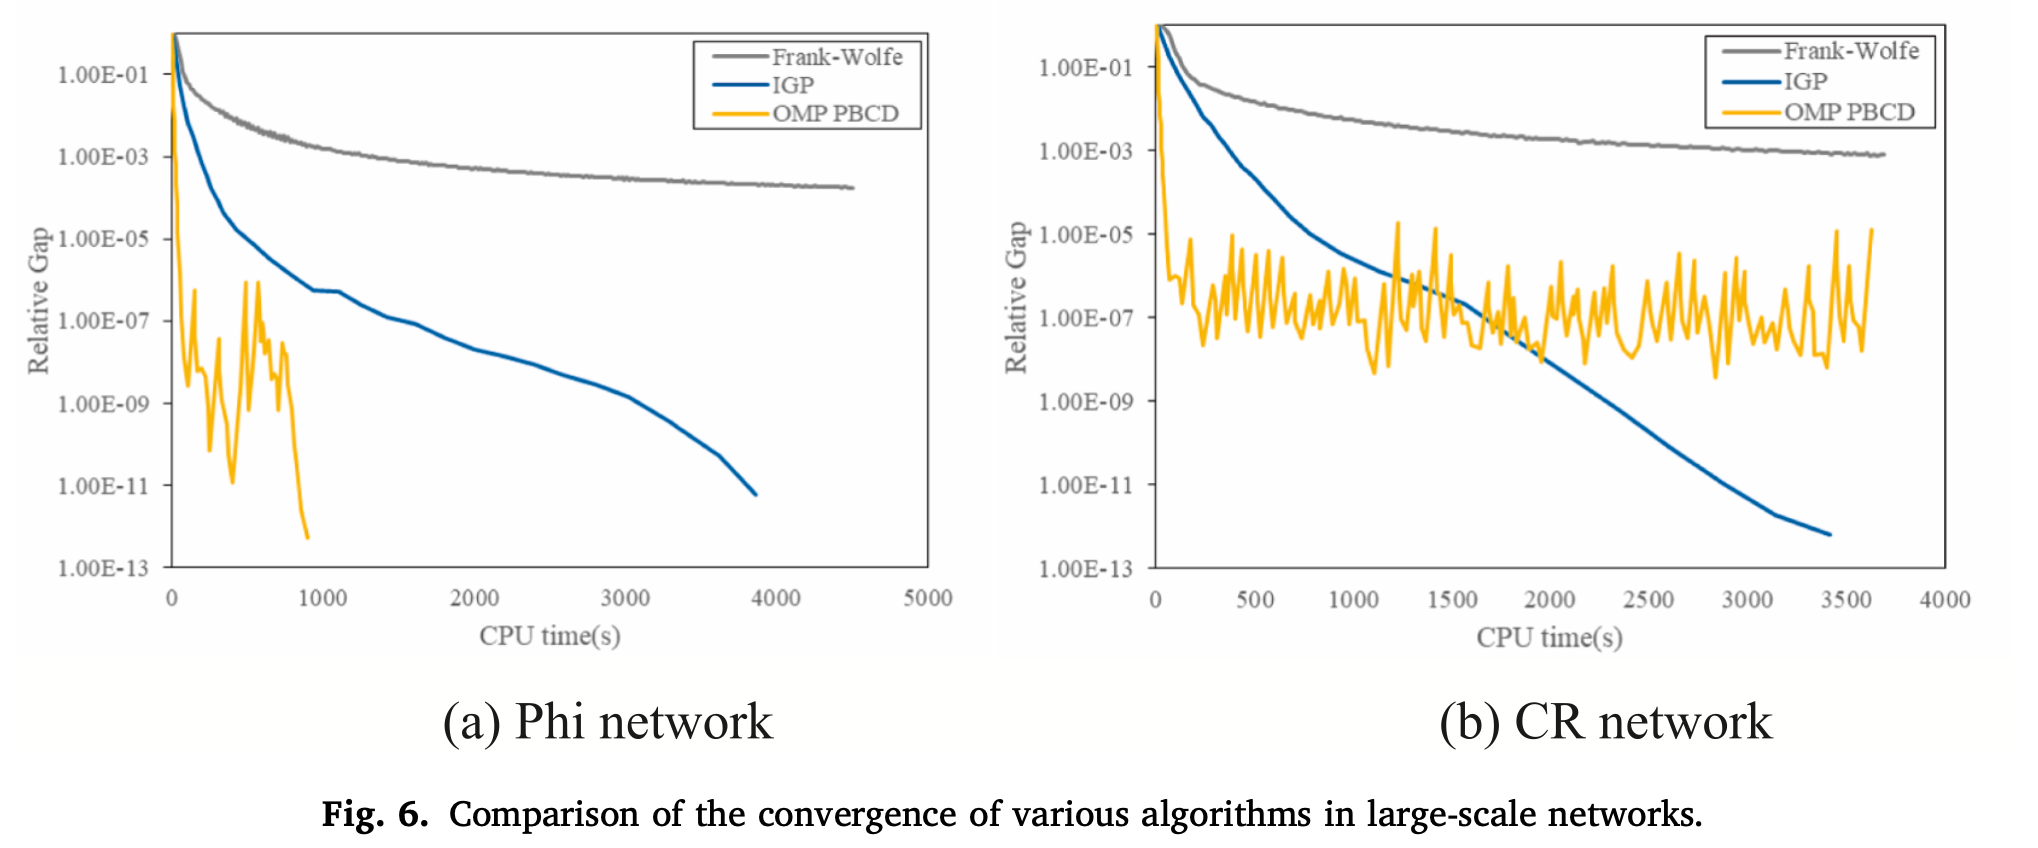 Frank-Wolfe
IGP
OMP PBCD
1.00E-01
1.00E-03
1.00E-05
1.00E-07
1.00E-09
1.00E-11
1.00E-13
Relative Gap
0 1000 2000 3000 4000 5000
CPU time(s)
(a) Phi network
Frank-Wolfe
IGP
OMP PBCD
1.00E-01
1.00E-03
1.00E-05
1.00E-07
1.00E-09
1.00E-11
1.00E-13
Relative Gap
0 500 1000 1500 2000 2500 3000 3500 4000
CPU time(s)
(b) CR network
Fig. 6. Comparison of the convergence of various algorithms in large-scale networks.